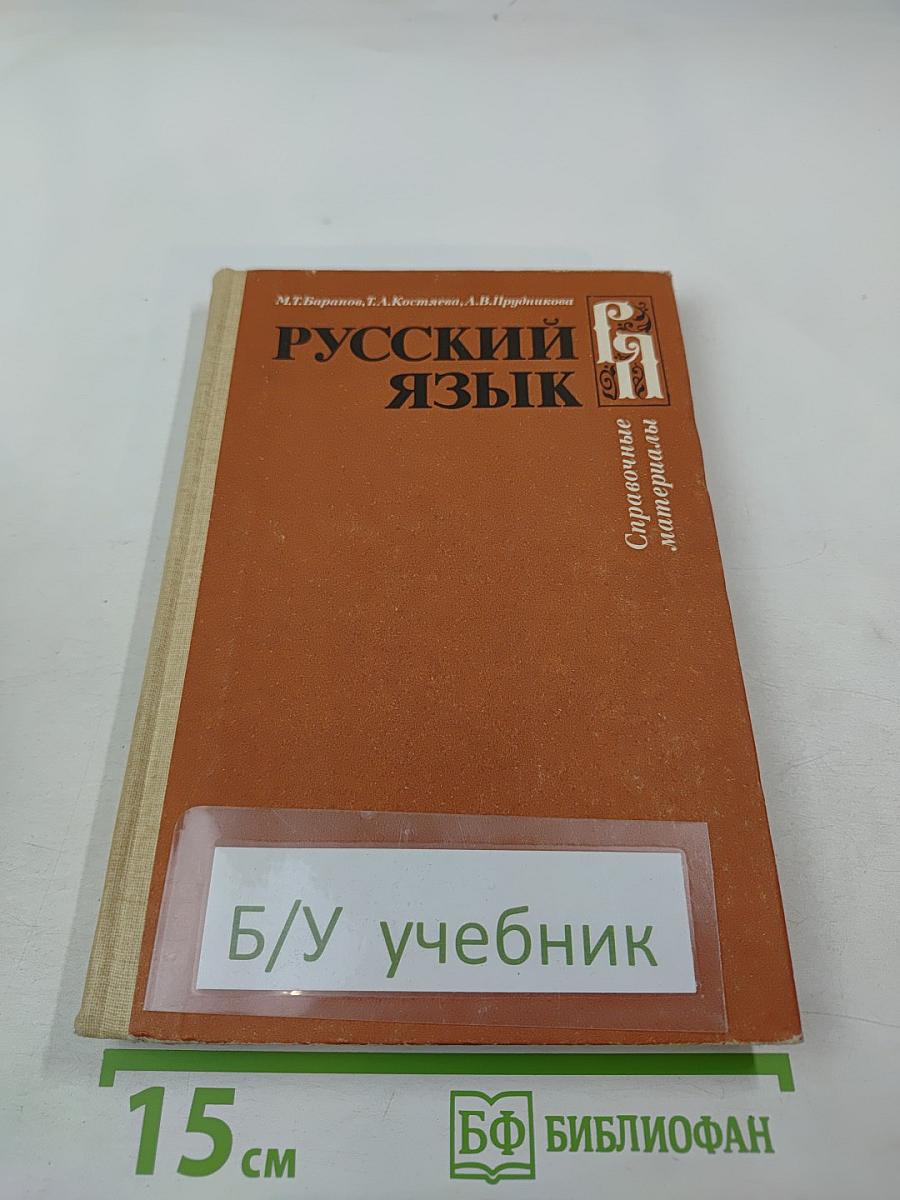 М.Т.Баранов, Т.А.Костяева, А.В.Прудникова
РУССКИЙ
ЯЗЫК
РЯ
Справочные
материалы
Б/У учебник
15 см
БФ БИБЛИОФАН